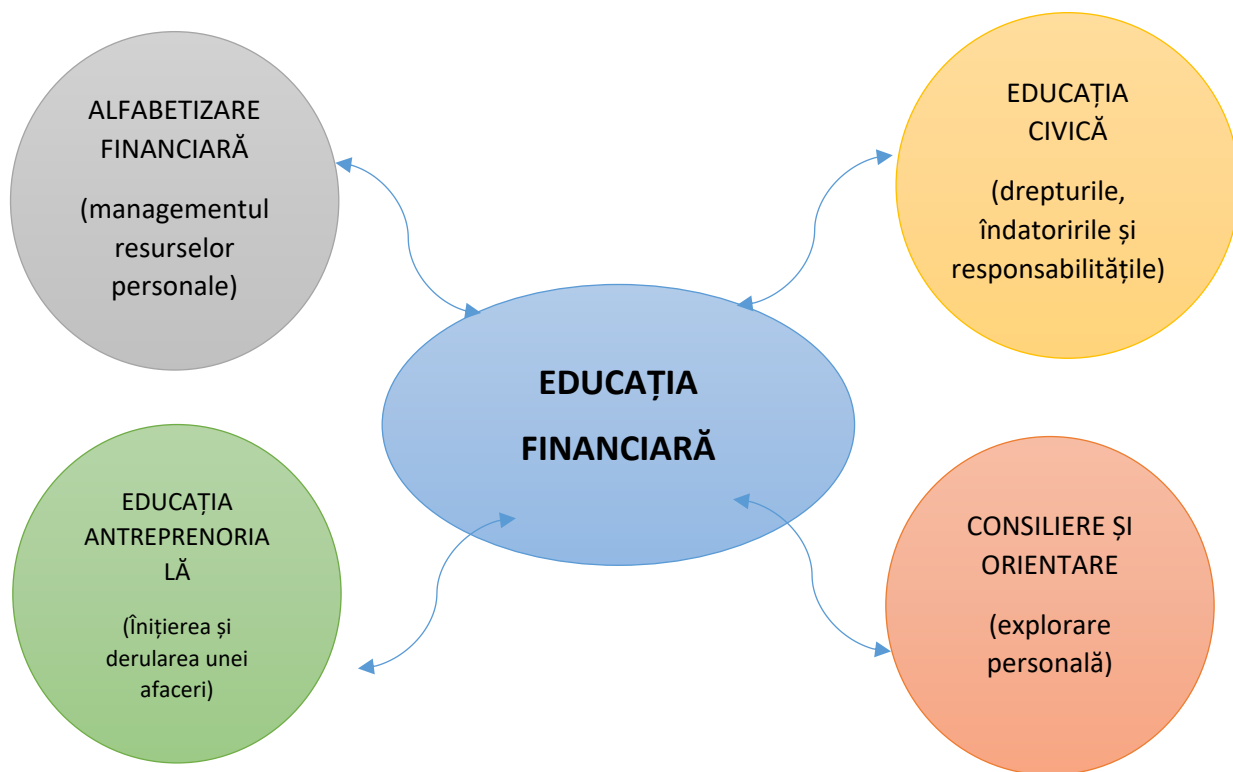 ALFABETIZARE
FINANCIARĂ
(managementul
resurselor
personale)
EDUCAȚIA
CIVICĂ
(drepturile,
îndatoririle și
responsabilitățile)
EDUCAȚIA
FINANCIARĂ
EDUCAȚIA
ANTREPRENORIA
LĂ
(Înițierea și
derularea unei
afaceri)
CONSILIERE ȘI
ORIENTARE
(explorare
personală)